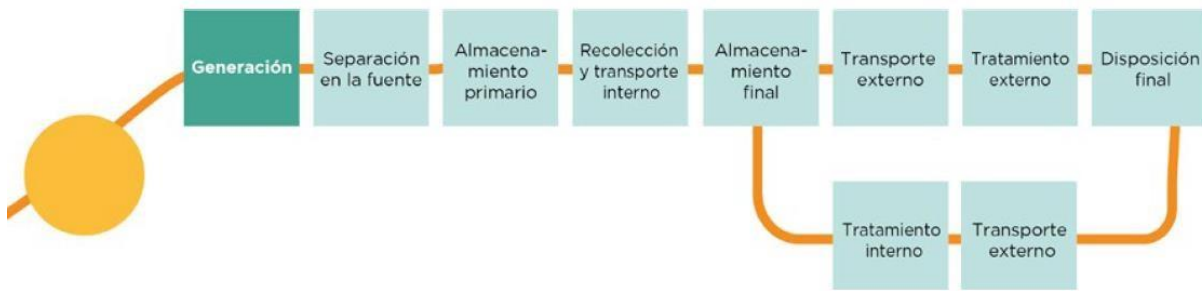 Generación
Separación
en la fuente
Almacena-
miento
primario
Recolección
y transporte
interno
Almacena-
miento
final
Transporte
externo
Tratamiento
externo
Disposición
final
Tratamiento
interno
Transporte
externo